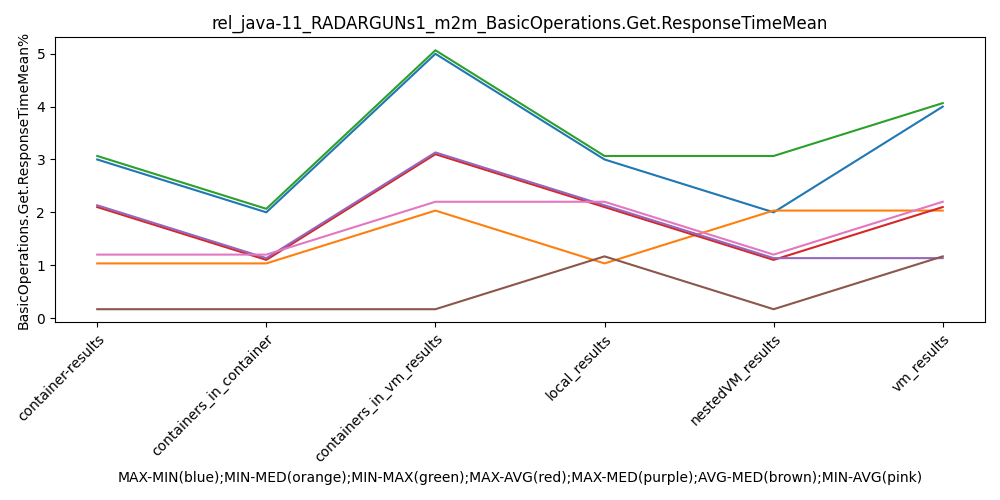 rel_java-11_RADARGUNs1_m2m_BasicOperations.Get.ResponseTimeMean
BasicOperations.Get.ResponseTimeMean%
5
4
3
2
1
0
container-results
containers_in_container
containers_in_vm_results
local_results
nestedVM_results
vm_results
MAX-MIN(blue);MIN-MED(orange);MIN-MAX(green);MAX-AVG(red);MAX-MED(purple);AVG-MED(brown);MIN-AVG(pink)